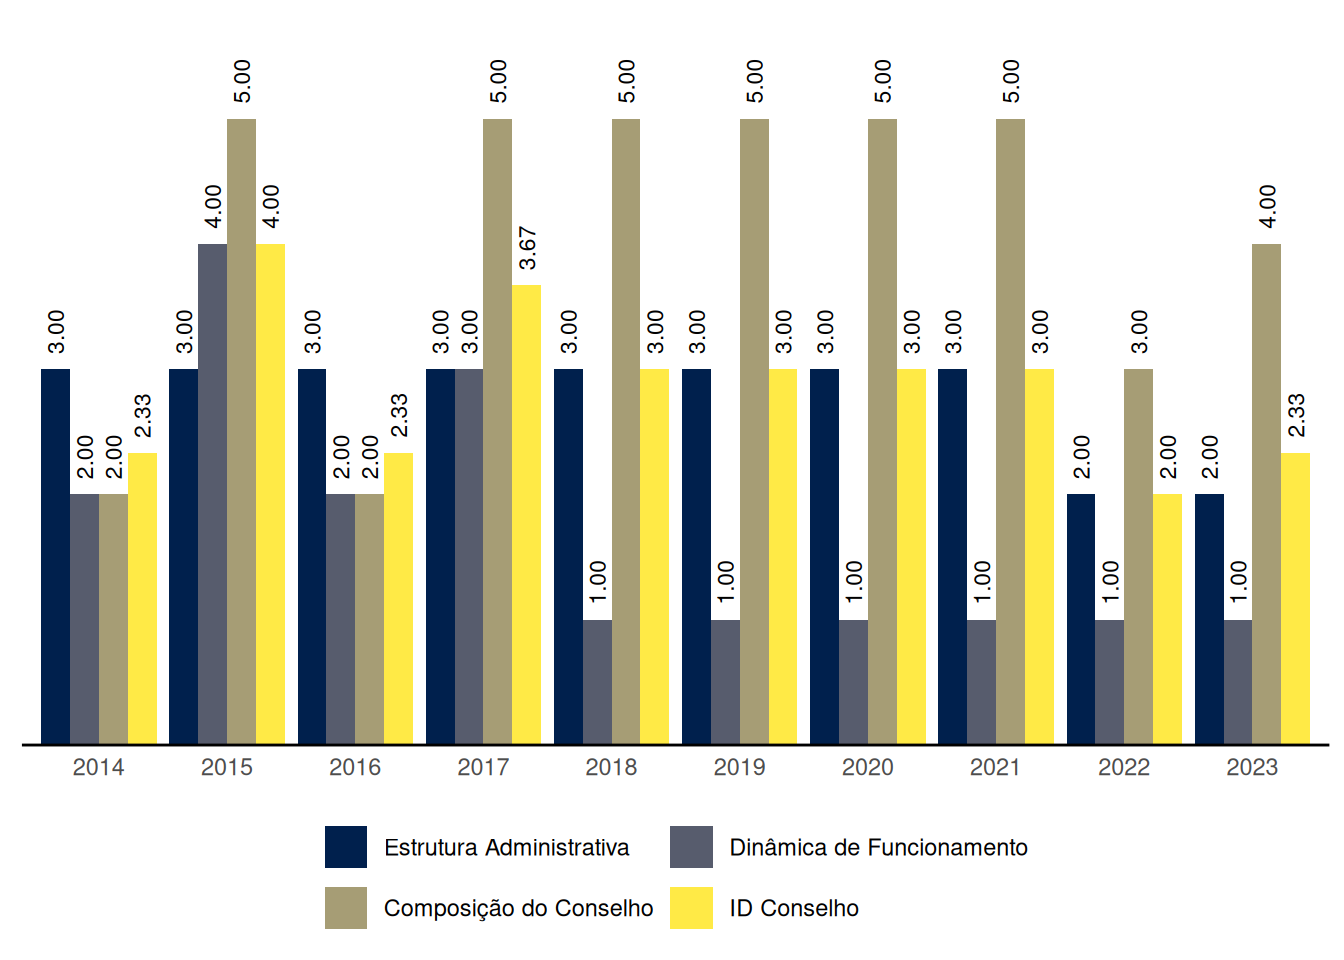 5.00 5.00 5.00 5.00 5.00 5.00
4.00 4.00 4.00
3.67
3.00 3.00 3.00 3.00 3.00 3.00 3.00 3.00 3.00 3.00 3.00 3.00 3.00 3.00
2.33 2.33 2.33
2.00 2.00 2.00 2.00 2.00 2.00 2.00
1.00 1.00 1.00 1.00 1.00 1.00
2014 2015 2016 2017 2018 2019 2020 2021 2022 2023
Estrutura Administrativa Dinâmica de Funcionamento
Composição do Conselho ID Conselho